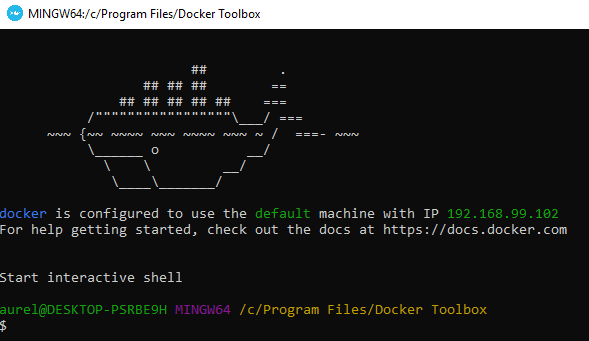 MINGW64:/c/Program Files/Docker Toolbox
                        ##         .
                  ## ## ##        ==
               ## ## ## ## ##    ===
           /"""""""""""""""""\___/ ===
      ~~~ {~~ ~~~~ ~~~ ~~~~ ~~~ ~ /  ===- ~~~
           \______ o           __/
             \    \         __/
              \____\_______/
docker is configured to use the default machine with IP 192.168.99.102
For help getting started, check out the docs at https://docs.docker.com
Start interactive shell
aurel@DESKTOP-PSRBE9H MINGW64 /c/Program Files/Docker Toolbox
$